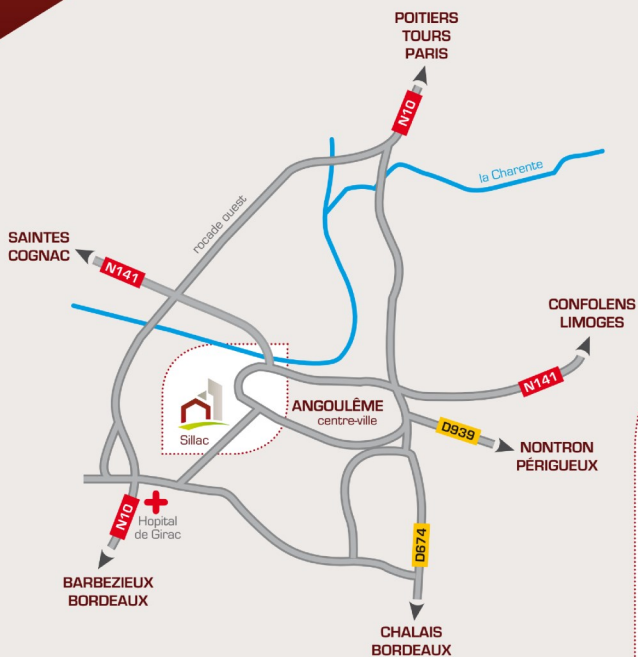 POITIERS
TOURS
PARIS
N10
la Charente
rocade ouest
SAINTES
COGNAC
N141
CONFOLENS
LIMOGES
N141
ANGOULÊME
centre-ville
Sillac
D939
NONTRON
PÉRIGUEUX
N10
Hopital
de Girac
D674
BARBEZIEUX
BORDEAUX
CHALAIS
BORDEAUX